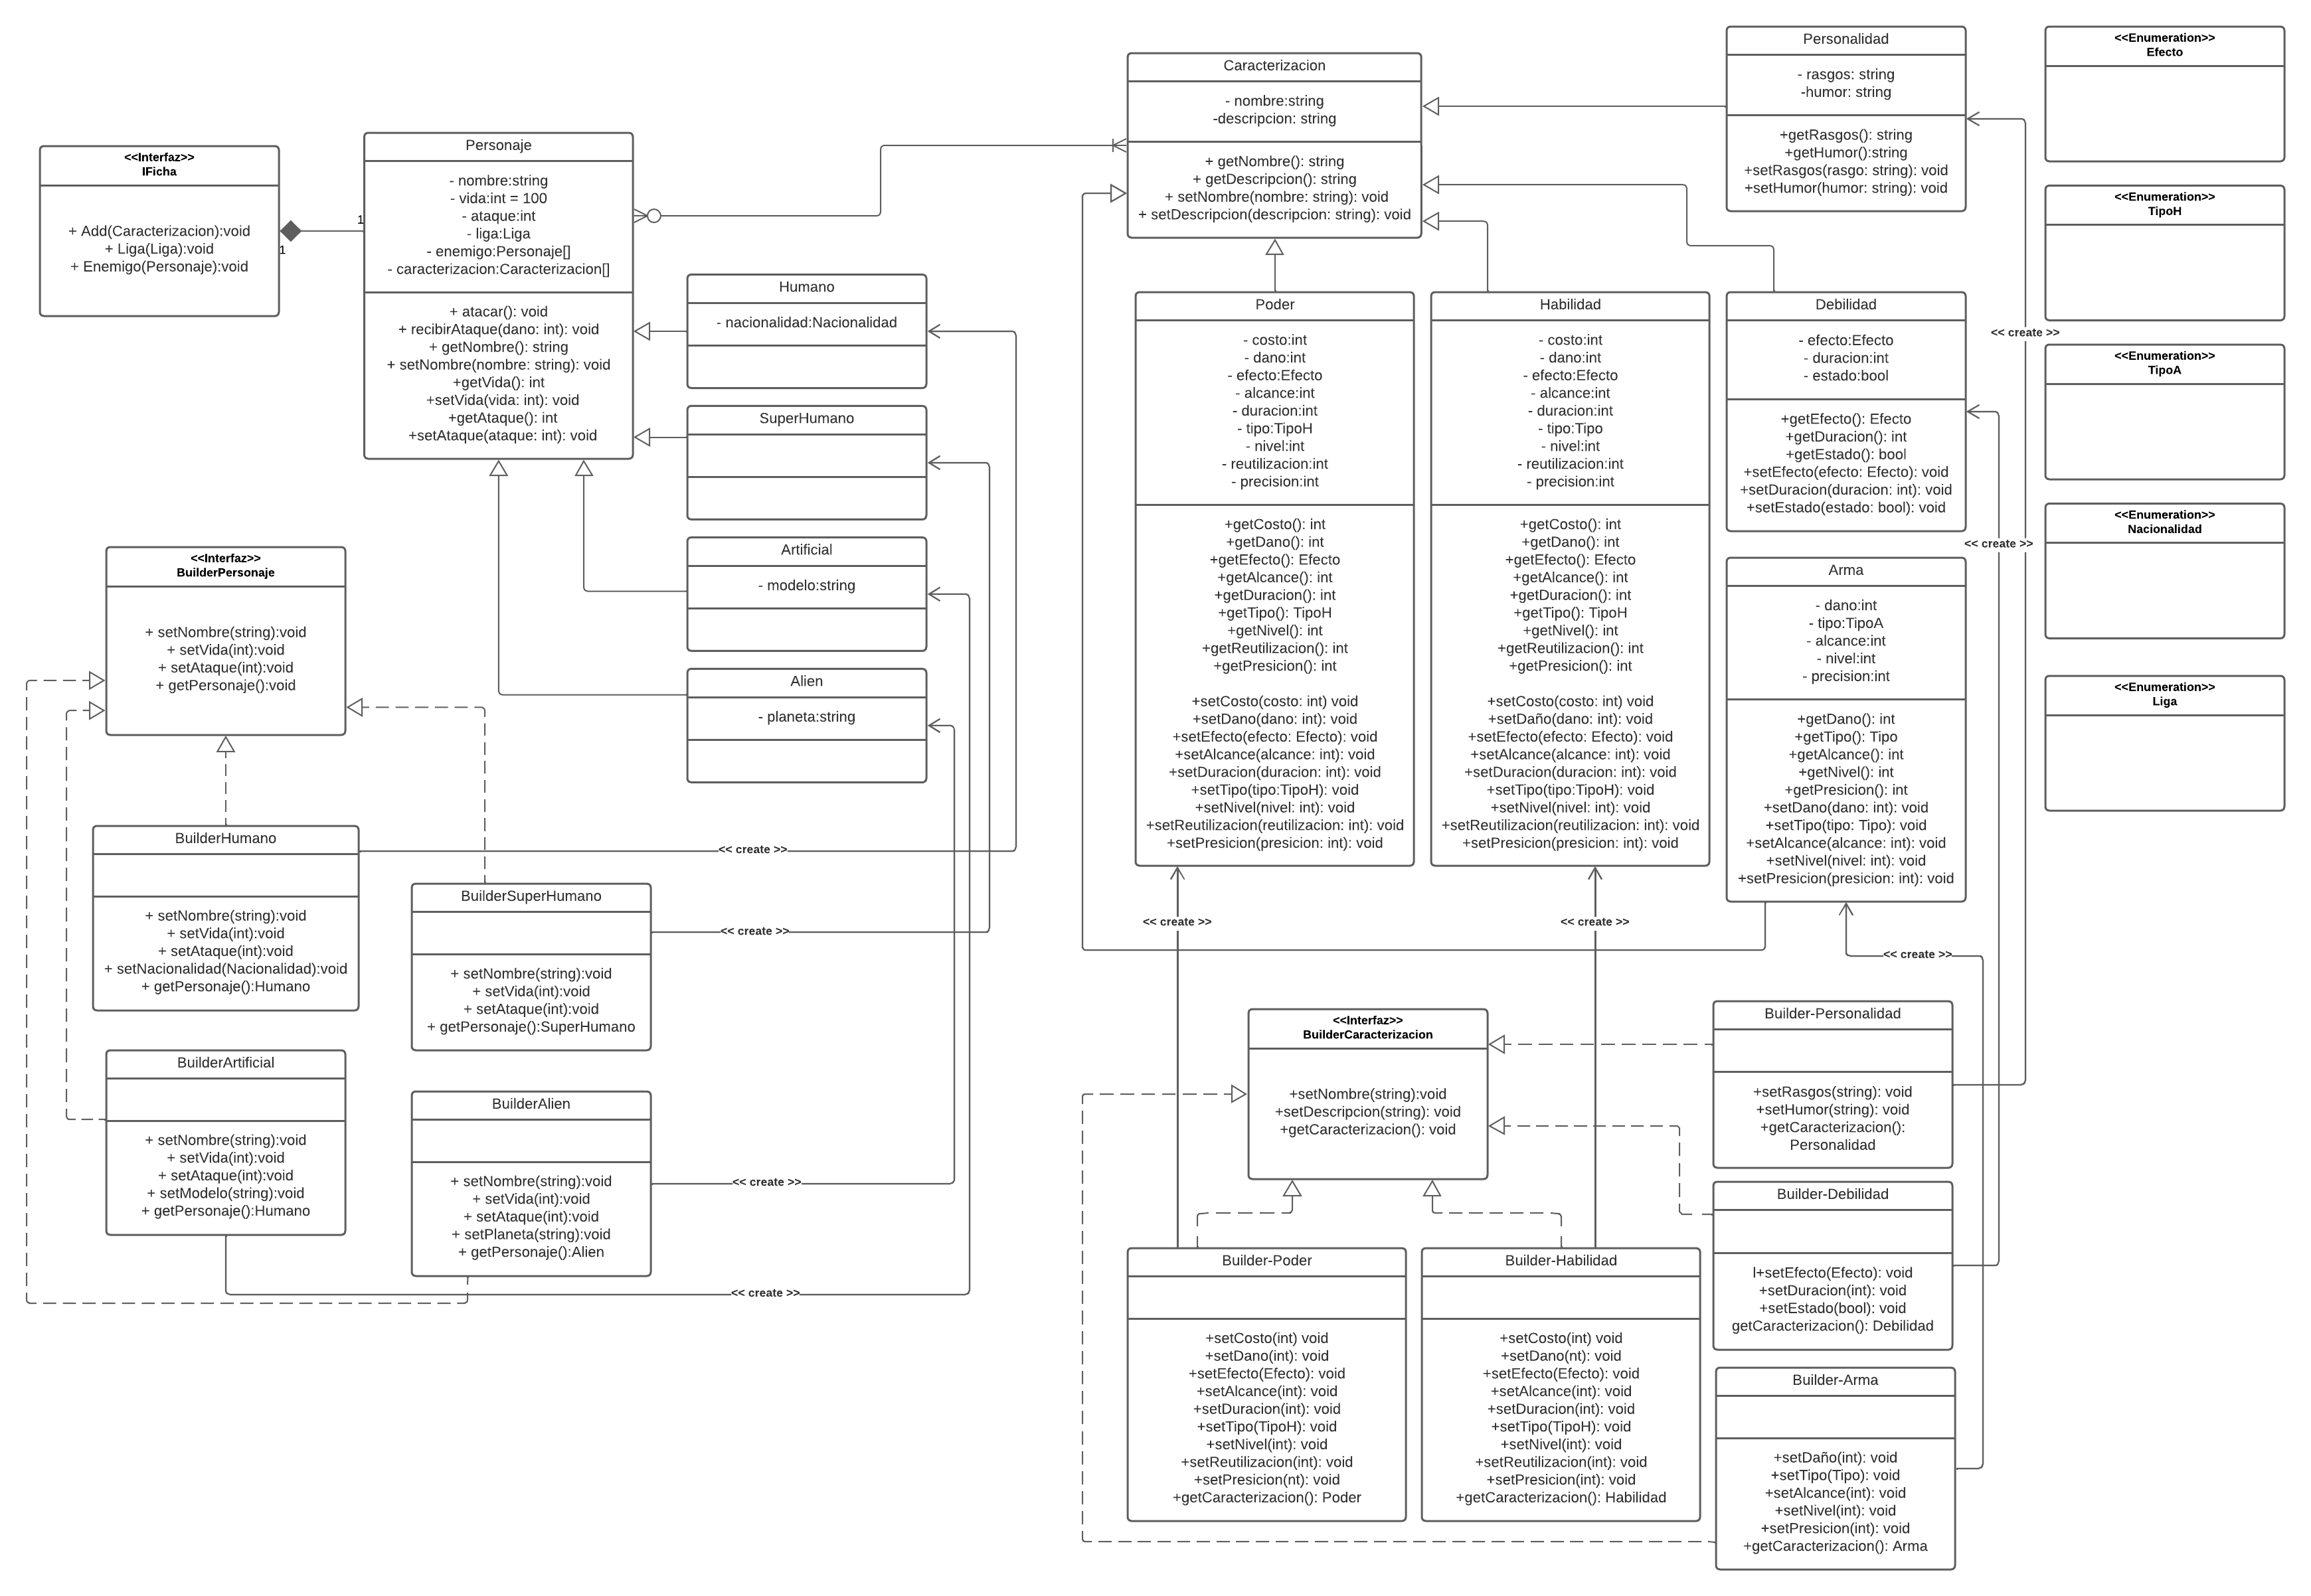 <<Interfaz>>
IFicha
+ Add(Caracterizacion):void
+ Liga(Liga):void
+ Enemigo(Personaje):void
1
1
Personaje
- nombre:string
- vida:int = 100
- ataque:int
- liga:Liga
- enemigo:Personaje[]
- caracterizacion:Caracterizacion[]
+ atacar(): void
+ recibirAtaque(dano: int): void
+ getNombre(): string
+ setNombre(nombre: string): void
+getVida(): int
+setVida(vida: int): void
+getAtaque(): int
+setAtaque(ataque: int): void
Humano
- nacionalidad:Nacionalidad
SuperHumano
Artificial
- modelo:string
Alien
- planeta:string
<<Interfaz>>
BuilderPersonaje
+ setNombre(string):void
+ setVida(int):void
+ setAtaque(int):void
+ getPersonaje():void
BuilderHumano
+ setNombre(string):void
+ setVida(int):void
+ setAtaque(int):void
+ setNacionalidad(Nacionalidad):void
+ getPersonaje():Humano
<< create >>
BuilderSuperHumano
+ setNombre(string):void
+ setVida(int):void
+ setAtaque(int):void
+ getPersonaje():SuperHumano
<< create >>
BuilderArtificial
+ setNombre(string):void
+ setVida(int):void
+ setAtaque(int):void
+ setModelo(string):void
+ getPersonaje():Humano
BuilderAlien
+ setNombre(string):void
+ setVida(int):void
+ setAtaque(int):void
+ setPlaneta(string):void
+ getPersonaje():Alien
<< create >>
<< create >>
Caracterizacion
- nombre:string
-descripcion: string
+ getNombre(): string
+ getDescripcion(): string
+ setNombre(nombre: string): void
+ setDescripcion(descripcion: string): void
Personalidad
- rasgos: string
-humor: string
+getRasgos(): string
+getHumor():string
+setRasgos(rasgo: string): void
+setHumor(humor: string): void
Poder
- costo:int
- dano:int
- efecto:Efecto
- alcance:int
- duracion:int
- tipo:TipoH
- nivel:int
- reutilizacion:int
- precision:int
+getCosto(): int
+getDano(): int
+getEfecto(): Efecto
+getAlcance(): int
+getDuracion(): int
+getTipo(): TipoH
+getNivel(): int
+getReutilizacion(): int
+getPresicion(): int
+setCosto(costo: int) void
+setDano(dano: int): void
+setEfecto(efecto: Efecto): void
+setAlcance(alcance: int): void
+setDuracion(duracion: int): void
+setTipo(tipo:TipoH): void
+setNivel(nivel: int): void
+setReutilizacion(reutilizacion: int): void
+setPresicion(presicion: int): void
Habilidad
- costo:int
- dano:int
- efecto:Efecto
- alcance:int
- duracion:int
- tipo:Tipo
- nivel:int
- reutilizacion:int
- precision:int
+getCosto(): int
+getDano(): int
+getEfecto(): Efecto
+getAlcance(): int
+getDuracion(): int
+getTipo(): TipoH
+getNivel(): int
+getReutilizacion(): int
+getPresicion(): int
+setCosto(costo: int) void
+setDaño(dano: int): void
+setEfecto(efecto: Efecto): void
+setAlcance(alcance: int): void
+setDuracion(duracion: int): void
+setTipo(tipo:TipoH): void
+setNivel(nivel: int): void
+setReutilizacion(reutilizacion: int): void
+setPresicion(presicion: int): void
Debilidad
- efecto:Efecto
- duracion:int
- estado:bool
+getEfecto(): Efecto
+getDuracion(): int
+getEstado(): bool
+setEfecto(efecto: Efecto): void
+setDuracion(duracion: int): void
+setEstado(estado: bool): void
Arma
- dano:int
- tipo:TipoA
- alcance:int
- nivel:int
- precision:int
+getDano(): int
+getTipo(): Tipo
+getAlcance(): int
+getNivel(): int
+getPresicion(): int
+setDano(dano: int): void
+setTipo(tipo: Tipo): void
+setAlcance(alcance: int): void
+setNivel(nivel: int): void
+setPresicion(presicion: int): void
<< create >>
<< create >>
<< create >>
<< create >>
<< create >>
<<Enumeration>>
Efecto
<<Enumeration>>
TipoH
<<Enumeration>>
TipoA
<<Enumeration>>
Nacionalidad
<<Enumeration>>
Liga
<<Interfaz>>
BuilderCaracterizacion
+setNombre(string):void
+setDescripcion(string): void
+getCaracterizacion(): void
Builder-Personalidad
+setRasgos(string): void
+setHumor(string): void
+getCaracterizacion():
Personalidad
Builder-Debilidad
l+setEfecto(Efecto): void
+setDuracion(int): void
+setEstado(bool): void
getCaracterizacion(): Debilidad
Builder-Poder
+setCosto(int) void
+setDano(int): void
+setEfecto(Efecto): void
+setAlcance(int): void
+setDuracion(int): void
+setTipo(TipoH): void
+setNivel(int): void
+setReutilizacion(int): void
+setPresicion(nt): void
+getCaracterizacion(): Poder
Builder-Habilidad
+setCosto(int) void
+setDano(nt): void
+setEfecto(Efecto): void
+setAlcance(int): void
+setDuracion(int): void
+setTipo(TipoH): void
+setNivel(int): void
+setReutilizacion(int): void
+setPresicion(int): void
+getCaracterizacion(): Habilidad
Builder-Arma
+setDaño(int): void
+setTipo(Tipo): void
+setAlcance(int): void
+setNivel(int): void
+setPresicion(int): void
+getCaracterizacion(): Arma